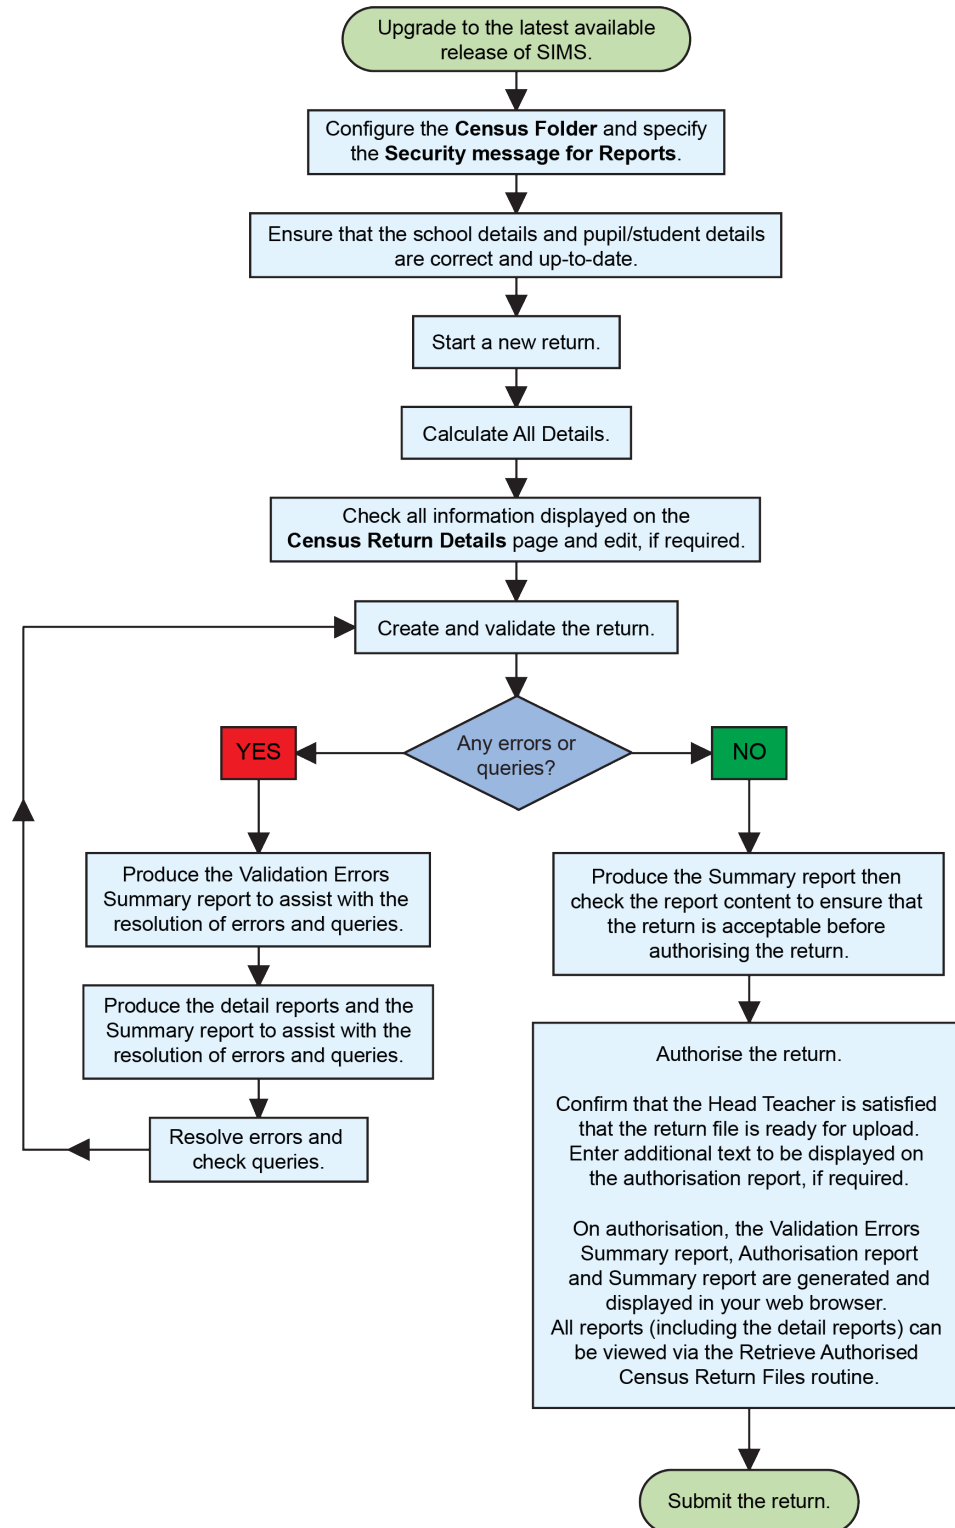 Upgrade to the latest available
release of SIMS.
Configure the Census Folder and specify
the Security message for Reports.
Ensure that the school details and pupil/student details
are correct and up-to-date.
Start a new return.
Calculate All Details.
Check all information displayed on the
Census Return Details page and edit, if required.
Create and validate the return.
Any errors or
queries?
YES
NO
Produce the Validation Errors
Summary report to assist with the
resolution of errors and queries.
Produce the detail reports and the
Summary report to assist with the
resolution of errors and queries.
Resolve errors and
check queries.
Produce the Summary report then
check the report content to ensure that
the return is acceptable before
authorising the return.
Authorise the return.
Confirm that the Head Teacher is satisfied
that the return file is ready for upload.
Enter additional text to be displayed on
the authorisation report, if required.
On authorisation, the Validation Errors
Summary report, Authorisation report
and Summary report are generated and
displayed in your web browser.
All reports (including the detail reports) can
be viewed via the Retrieve Authorised
Census Return Files routine.
Submit the return.